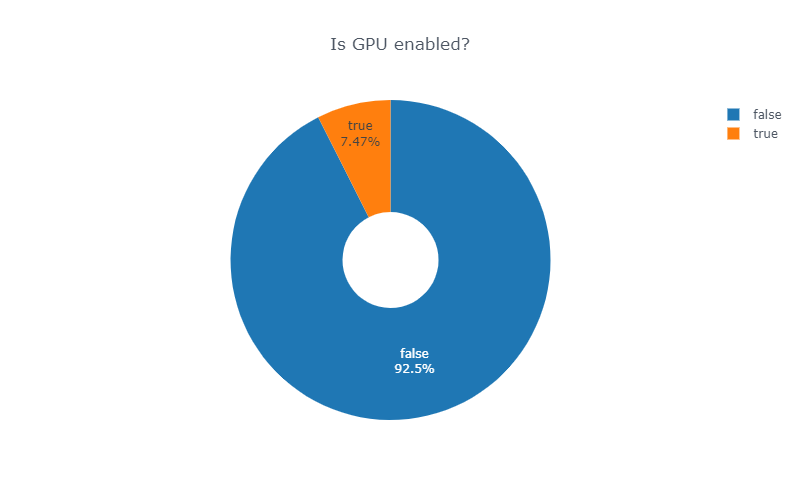 Is GPU enabled?
false
true
true
7.47%
false
92.5%